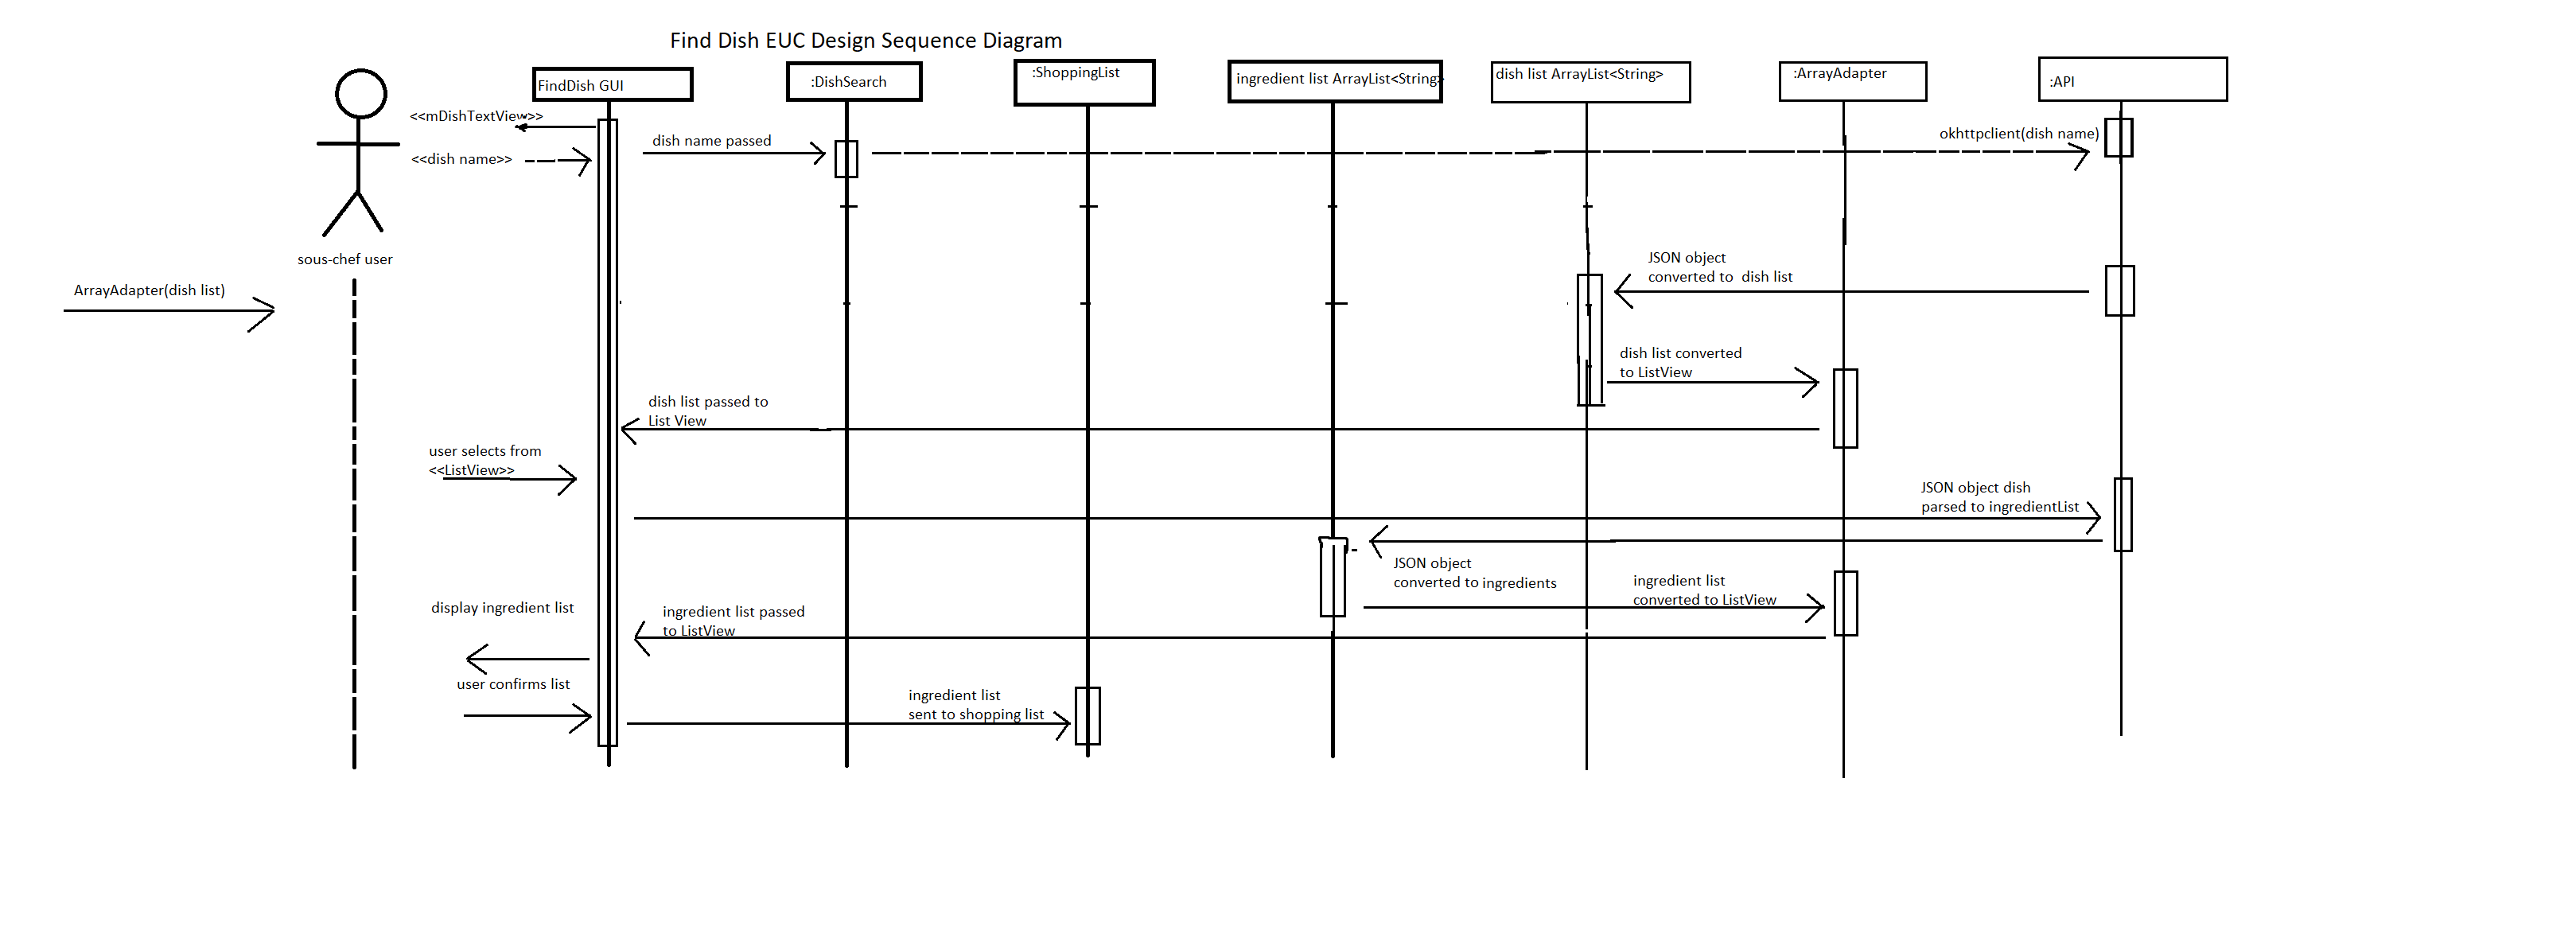 Find Dish EUC Design Sequence Diagram
FindDish GUI
:DishSearch
:ShoppingList
ingredient list ArrayList<String>
dish list ArrayList<String>
:ArrayAdapter
:API
<<mDishTextView>>
<<dish name>>
dish name passed
okhttpclient(dish name)
sous-chef user
ArrayAdapter(dish list)
JSON object
converted to  dish list
dish list converted
to ListView
dish list passed to
List View
user selects from
<<ListView>>
JSON object dish
parsed to ingredientList
JSON object
converted to ingredients
ingredient list
converted to ListView
display ingredient list
ingredient list passed
to ListView
user confirms list
ingredient list
sent to shopping list